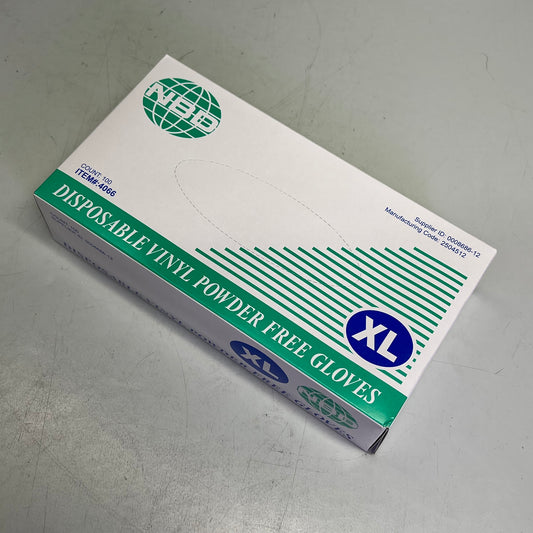 NBD
COUNT: 100
ITEM#:4066
Supplier ID: 0008686-12
Manufacturing Code: 2504512
DISPOSABLE VINYL POWDER FREE GLOVES
XL
XL
NBD